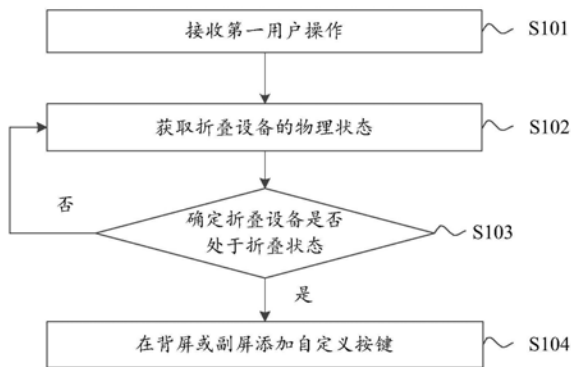 接收第一用户操作
S101
获取折叠设备的物理状态
S102
确定折叠设备是否
处于折叠状态
S103
否
是
在背屏或副屏添加自定义按键
S104